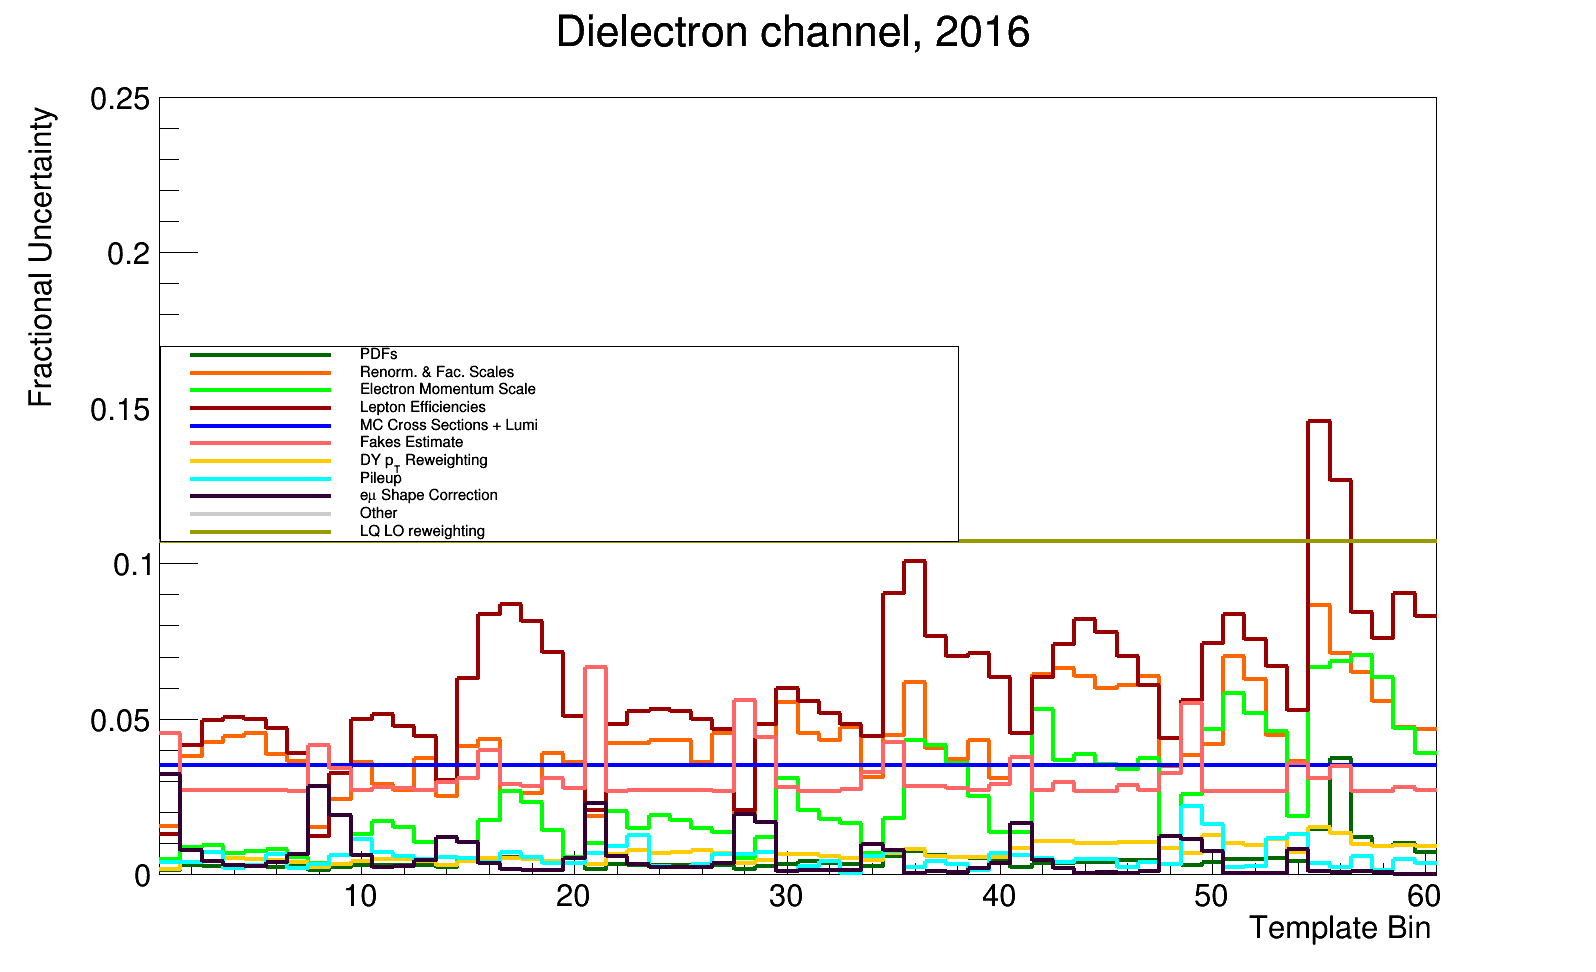 Dielectron channel, 2016
Fractional Uncertainty
0.25
0.2
0.15
0.1
0.05
0
PDFs
Renorm. & Fac. Scales
Electron Momentum Scale
Lepton Efficiencies
MC Cross Sections + Lumi
Fakes Estimate
DY pT Reweighting
Pileup
eμ Shape Correction
Other
LQ LO reweighting
10 20 30 40 50 60
Template Bin